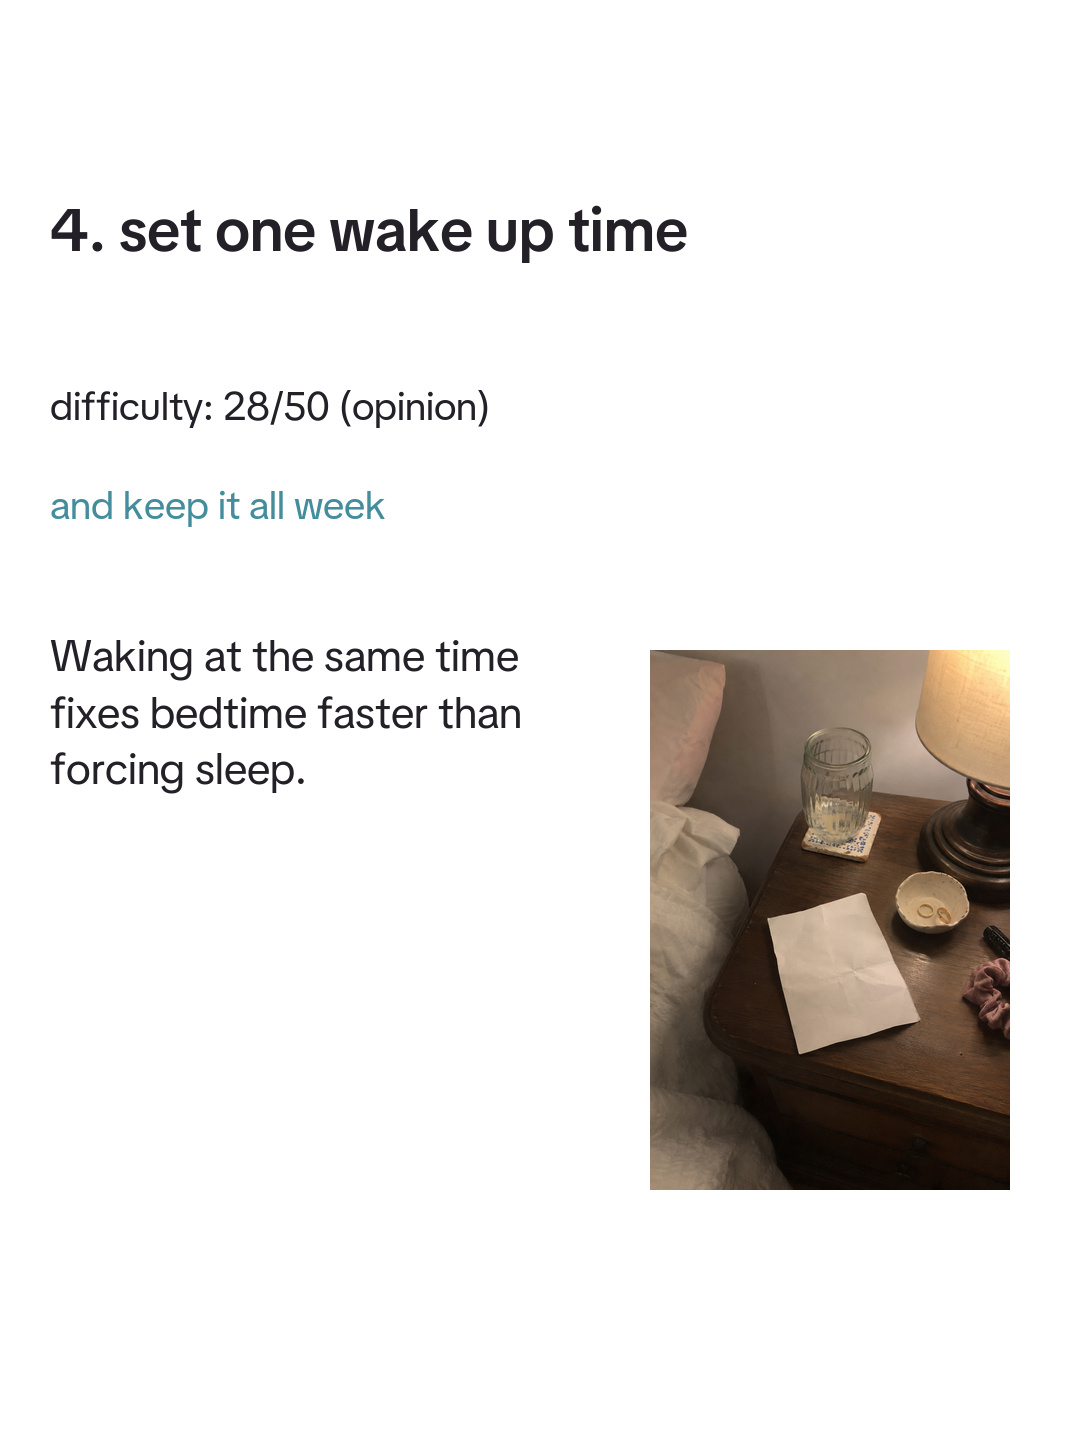 4. set one wake up time
difficulty: 28/50 (opinion)
and keep it all week
Waking at the same time
fixes bedtime faster than
forcing sleep.